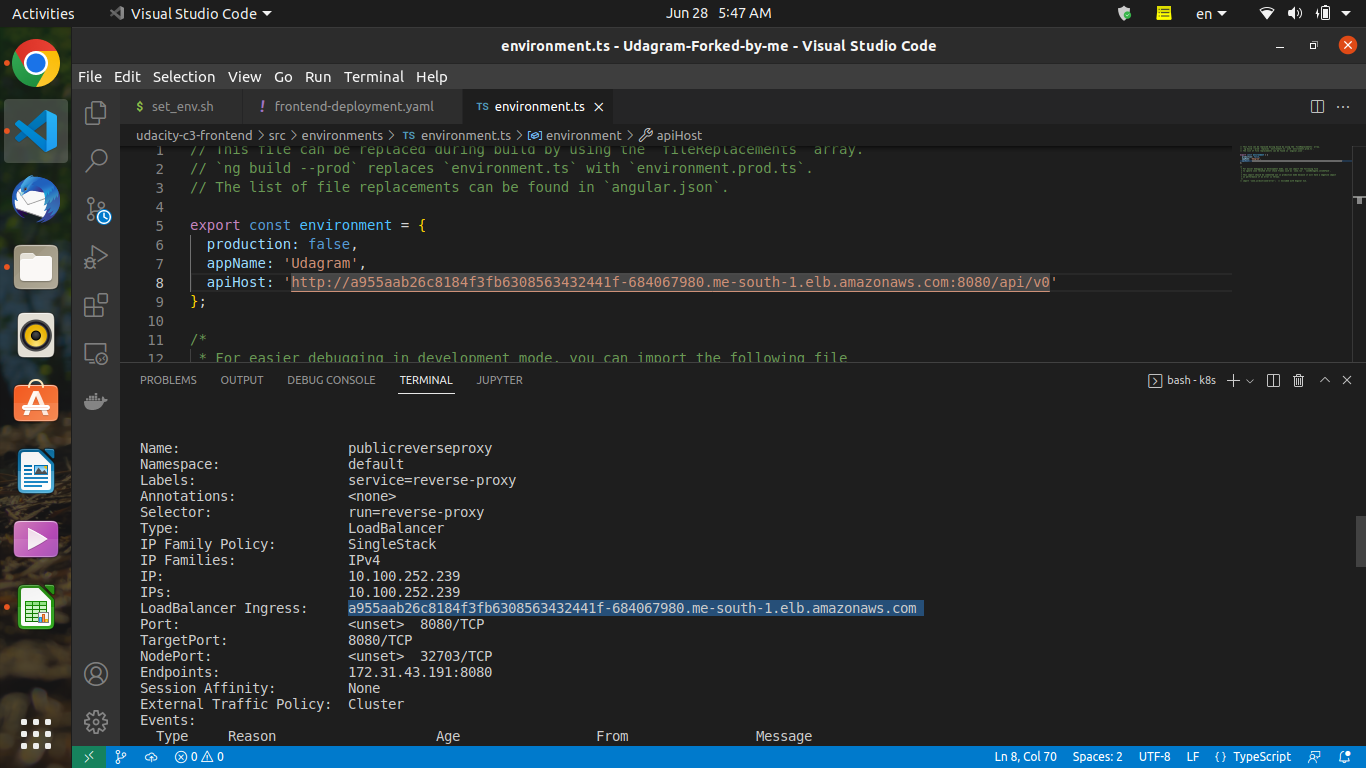 Activities Visual Studio Code Jun 28 5:47 AM en
environment.ts - Udagram-Forked-by-me - Visual Studio Code
File Edit Selection View Go Run Terminal Help
$ set_env.sh ! frontend-deployment.yaml TS environment.ts
udacity-c3-frontend > src > environments > TS environment.ts > environment > apiHost
1 // This file can be replaced during build by using the `fileReplacements` array.
2 // `ng build --prod` replaces `environment.ts` with `environment.prod.ts`.
3 // The list of file replacements can be found in `angular.json`.
4
5 export const environment = {
6 production: false,
7 appName: 'Udagram',
8 apiHost: 'http://a955aab26c8184f3fb6308563432441f-684067980.me-south-1.elb.amazonaws.com:8080/api/v0'
9 };
10
11 /*
12 * For easier debugging in development mode, you can import the following file
PROBLEMS OUTPUT DEBUG CONSOLE TERMINAL JUPYTER bash - k8s
Name: publicreverseproxy
Namespace: default
Labels: service=reverse-proxy
Annotations: <none>
Selector: run=reverse-proxy
Type: LoadBalancer
IP Family Policy: SingleStack
IP Families: IPv4
IP: 10.100.252.239
IPs: 10.100.252.239
LoadBalancer Ingress: a955aab26c8184f3fb6308563432441f-684067980.me-south-1.elb.amazonaws.com
Port: <unset> 8080/TCP
TargetPort: 8080/TCP
NodePort: <unset> 32703/TCP
Endpoints: 172.31.43.191:8080
Session Affinity: None
External Traffic Policy: Cluster
Events:
Type Reason Age From Message
0 0 Ln 8, Col 70 Spaces: 2 UTF-8 LF {} TypeScript